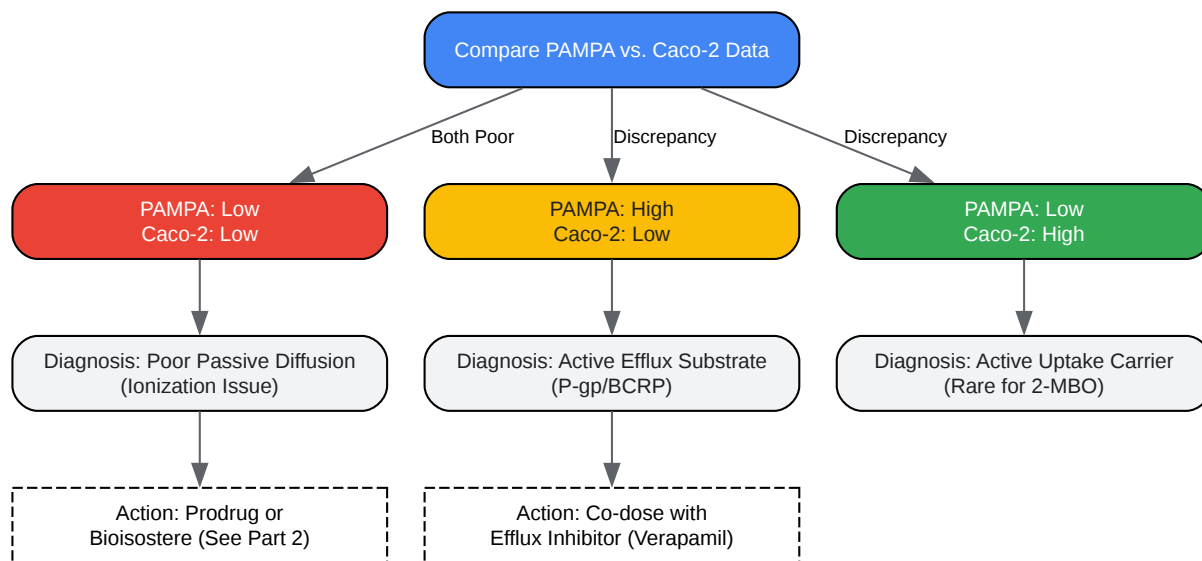 Compare PAMPA vs. Caco-2 Data
Both Poor
Discrepancy
Discrepancy
PAMPA: Low
Caco-2: Low
PAMPA: High
Caco-2: Low
PAMPA: Low
Caco-2: High
Diagnosis: Poor Passive Diffusion
(Ionization Issue)
Diagnosis: Active Efflux Substrate
(P-gp/BCRP)
Diagnosis: Active Uptake Carrier
(Rare for 2-MBO)
Action: Prodrug or
Bioisostere (See Part 2)
Action: Co-dose with
Efflux Inhibitor (Verapamil)